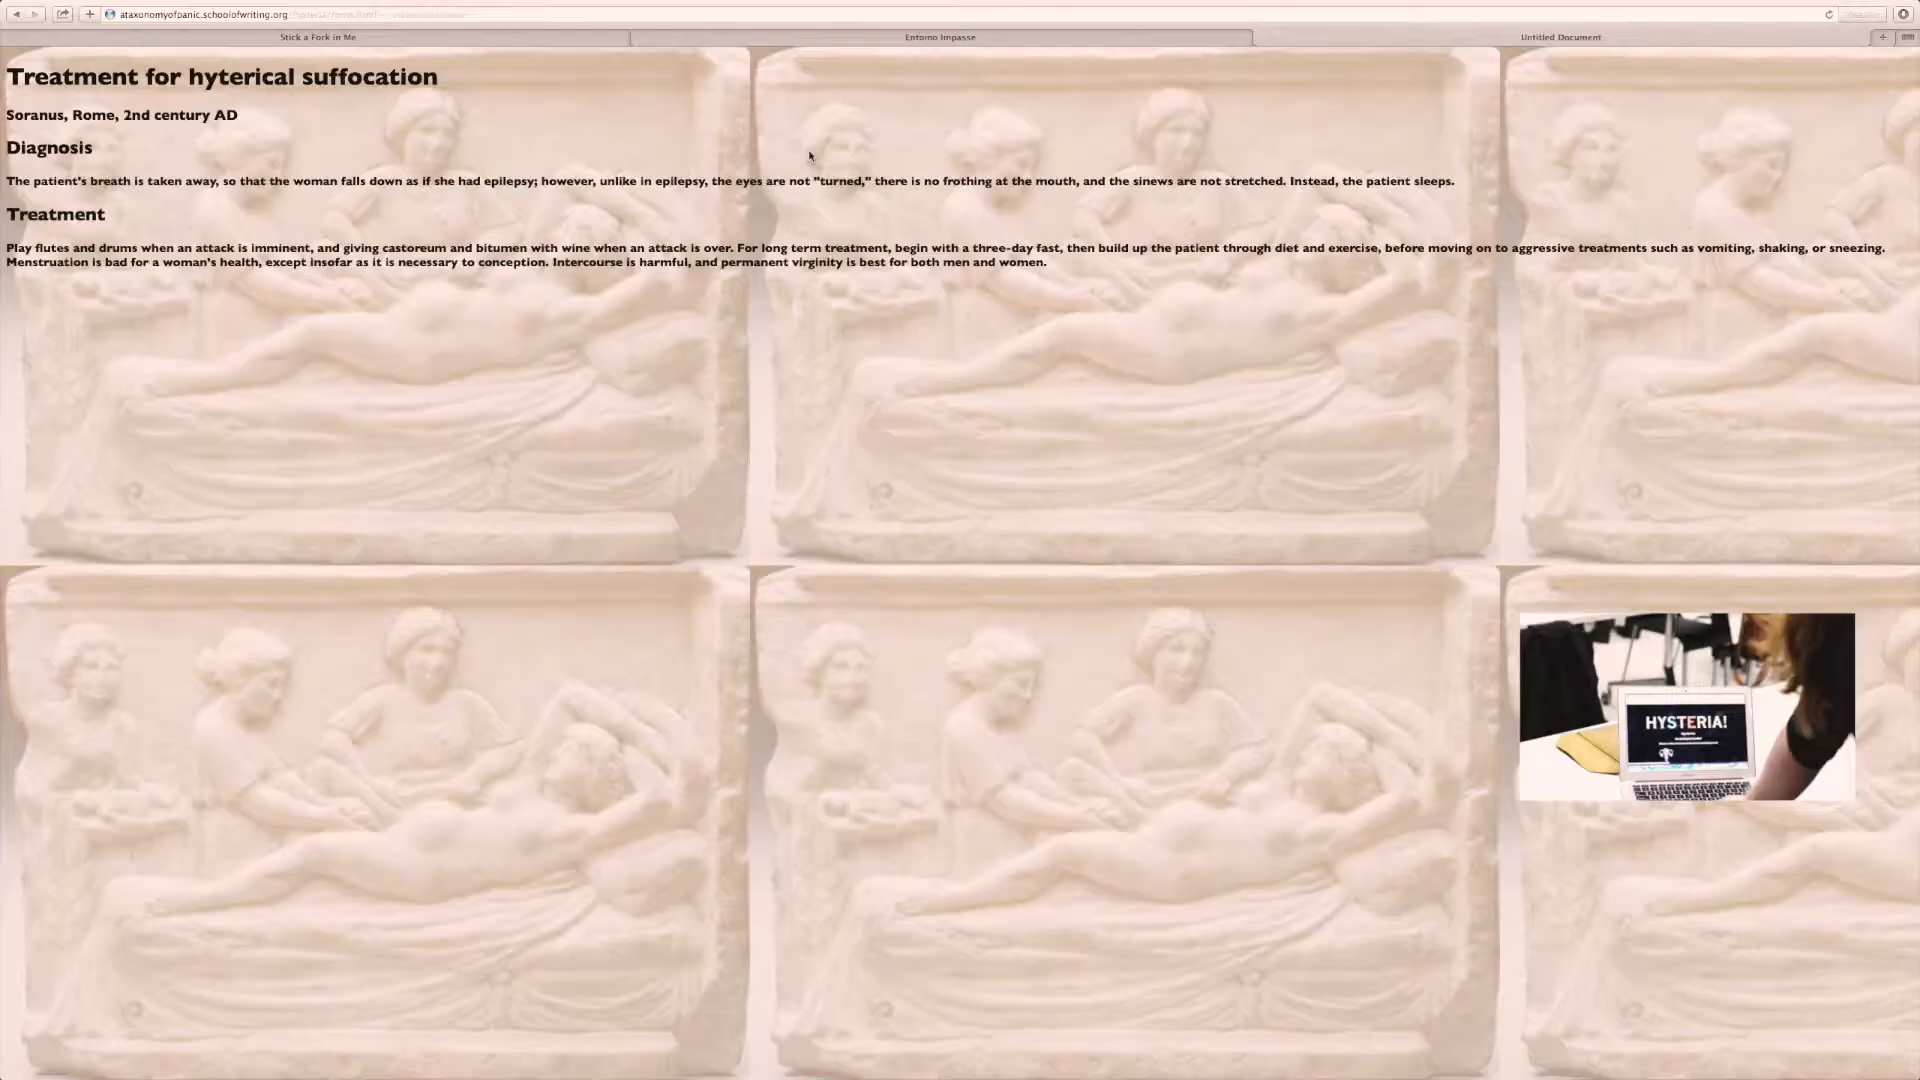 ataxonomyofpanic.schoolofwriting.org
Stick a Fork in Me
Entomo Impasse
Untitled Document
Treatment for hyterical suffocation
Soranus, Rome, 2nd century AD
Diagnosis
The patient's breath is taken away, so that the woman falls down as if she had epilepsy; however, unlike in epilepsy, the eyes are not "turned," there is no frothing at the mouth, and the sinews are not stretched. Instead, the patient sleeps.
Treatment
Play flutes and drums when an attack is imminent, and giving castoreum and bitumen with wine when an attack is over. For long term treatment, begin with a three-day fast, then build up the patient through diet and exercise, before moving on to aggressive treatments such as vomiting, shaking, or sneezing.
Menstruation is bad for a woman's health, except insofar as it is necessary to conception. Intercourse is harmful, and permanent virginity is best for both men and women.
HYSTERIA!